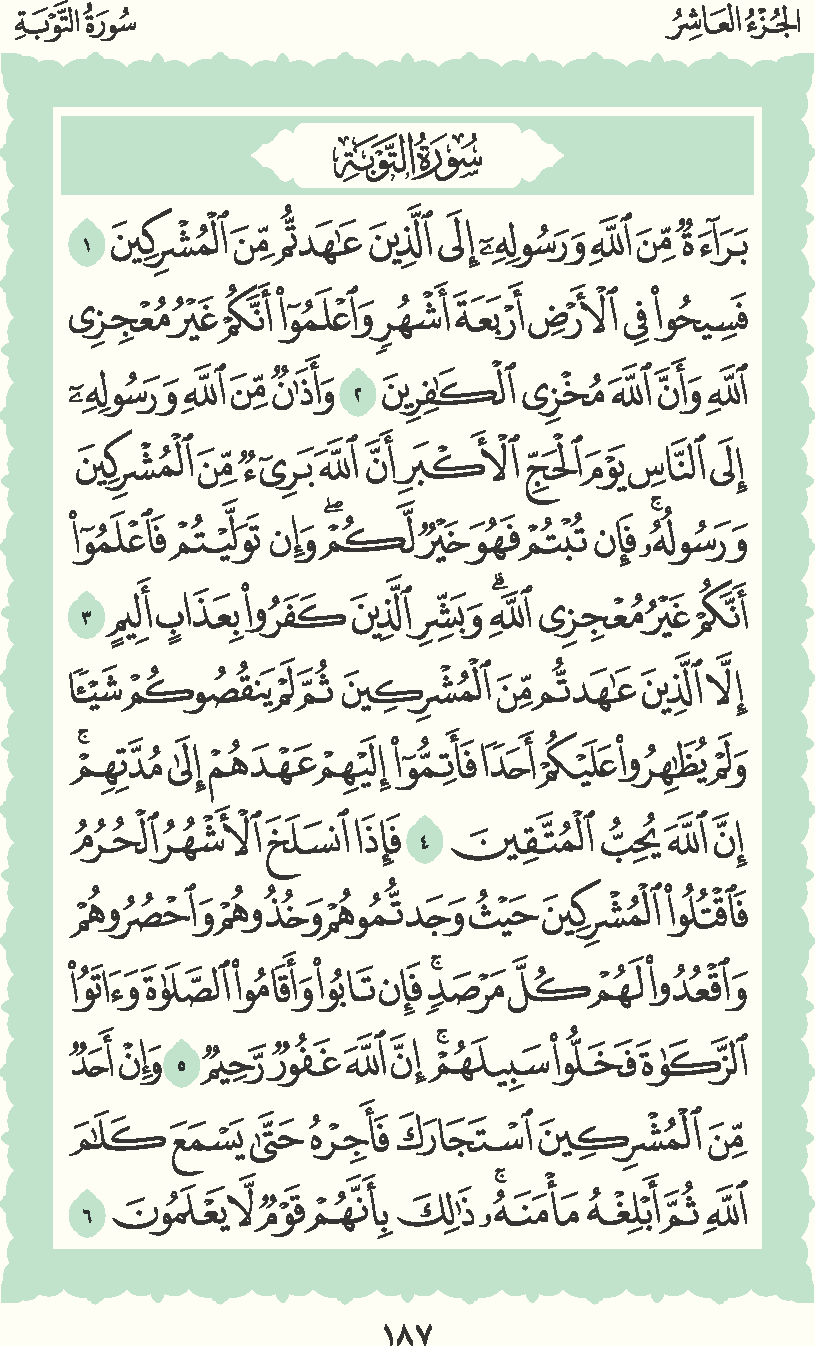 الجُزْءُ العَاشِرُ
سُورَةُ التَّوْبَةِ
سُورَةُ التَّوْبَةِ
بَرَآءَةٌ مِّنَ ٱللَّهِ وَرَسُولِهِۦٓ إِلَى ٱلَّذِينَ عَٰهَدتُّم مِّنَ ٱلْمُشْرِكِينَ ١
فَسِيحُوا۟ فِى ٱلْأَرْضِ أَرْبَعَةَ أَشْهُرٍ وَٱعْلَمُوٓا۟ أَنَّكُمْ غَيْرُ مُعْجِزِى
ٱللَّهِ وَأَنَّ ٱللَّهَ مُخْزِى ٱلْكَٰفِرِينَ ٢ وَأَذَٰنٌ مِّنَ ٱللَّهِ وَرَسُولِهِۦٓ
إِلَى ٱلنَّاسِ يَوْمَ ٱلْحَجِّ ٱلْأَكْبَرِ أَنَّ ٱللَّهَ بَرِىٓءٌ مِّنَ ٱلْمُشْرِكِينَ
وَرَسُولُهُۥ ۚ فَإِن تُبْتُمْ فَهُوَ خَيْرٌ لَّكُمْ ۖ وَإِن تَوَلَّيْتُمْ فَٱعْلَمُوٓا۟
أَنَّكُمْ غَيْرُ مُعْجِزِى ٱللَّهِ ۗ وَبَشِّرِ ٱلَّذِينَ كَفَرُوا۟ بِعَذَابٍ أَلِيمٍ ٣
إِلَّا ٱلَّذِينَ عَٰهَدتُّم مِّنَ ٱلْمُشْرِكِينَ ثُمَّ لَمْ يَنقُصُوكُمْ شَيْـًٔا
وَلَمْ يُظَٰهِرُوا۟ عَلَيْكُمْ أَحَدًا فَأَتِمُّوٓا۟ إِلَيْهِمْ عَهْدَهُمْ إِلَىٰ مُدَّتِهِمْ ۚ
إِنَّ ٱللَّهَ يُحِبُّ ٱلْمُتَّقِينَ ٤ فَإِذَا ٱنسَلَخَ ٱلْأَشْهُرُ ٱلْحُرُمُ
فَٱقْتُلُوا۟ ٱلْمُشْرِكِينَ حَيْثُ وَجَدتُّمُوهُمْ وَخُذُوهُمْ وَٱحْصُرُوهُمْ
وَٱقْعُدُوا۟ لَهُمْ كُلَّ مَرْصَدٍ ۚ فَإِن تَابُوا۟ وَأَقَامُوا۟ ٱلصَّلَوٰةَ وَءَاتَوُا۟
ٱلزَّكَوٰةَ فَخَلُّوا۟ سَبِيلَهُمْ ۚ إِنَّ ٱللَّهَ غَفُورٌ رَّحِيمٌ ٥ وَإِنْ أَحَدٌ
مِّنَ ٱلْمُشْرِكِينَ ٱسْتَجَارَكَ فَأَجِرْهُ حَتَّىٰ يَسْمَعَ كَلَٰمَ
ٱللَّهِ ثُمَّ أَبْلِغْهُ مَأْمَنَهُۥ ۚ ذَٰلِكَ بِأَنَّهُمْ قَوْمٌ لَّا يَعْلَمُونَ ٦
١٨٧